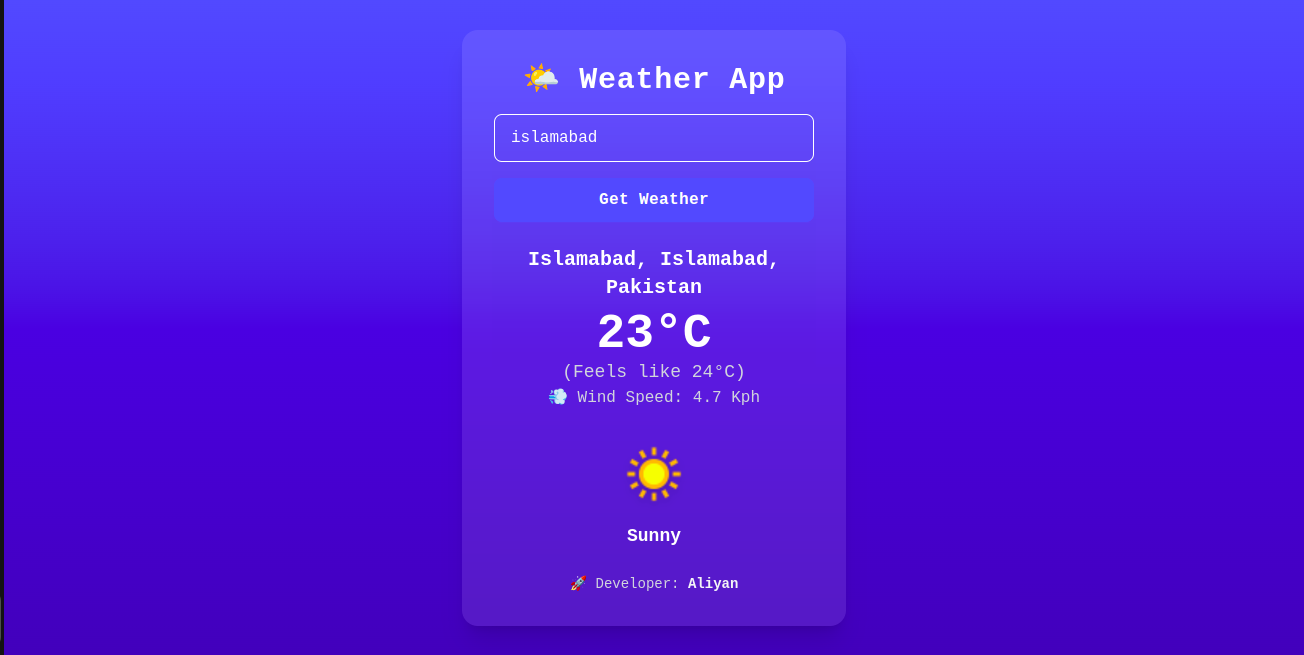 Weather App
islamabad
Get Weather
Islamabad, Islamabad,
Pakistan
23°C
(Feels like 24°C)
Wind Speed: 4.7 Kph
Sunny
Developer: Aliyan